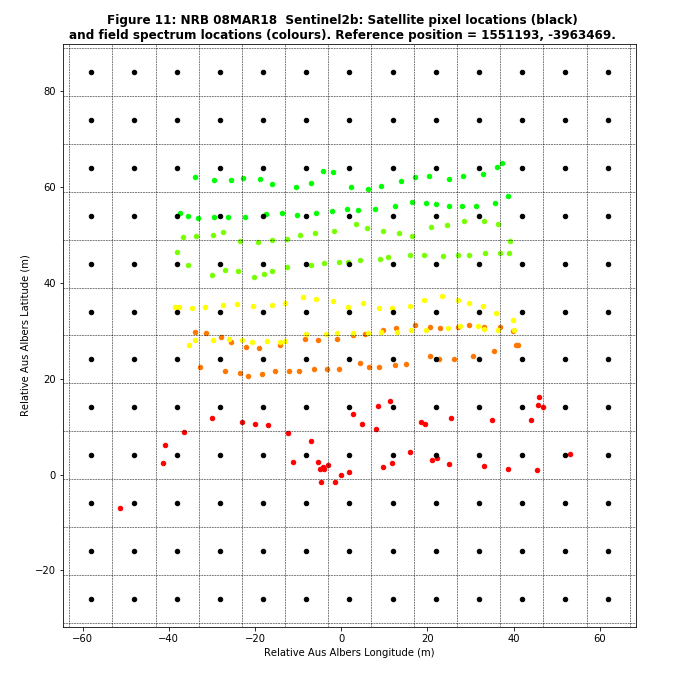 Figure 11: NRB 08MAR18  Sentinel2b: Satellite pixel locations (black)
and field spectrum locations (colours). Reference position = 1551193, -3963469.
80
60
40
20
0
−20
Relative Aus Albers Latitude (m)
−60 −40 −20 0 20 40 60
Relative Aus Albers Longitude (m)